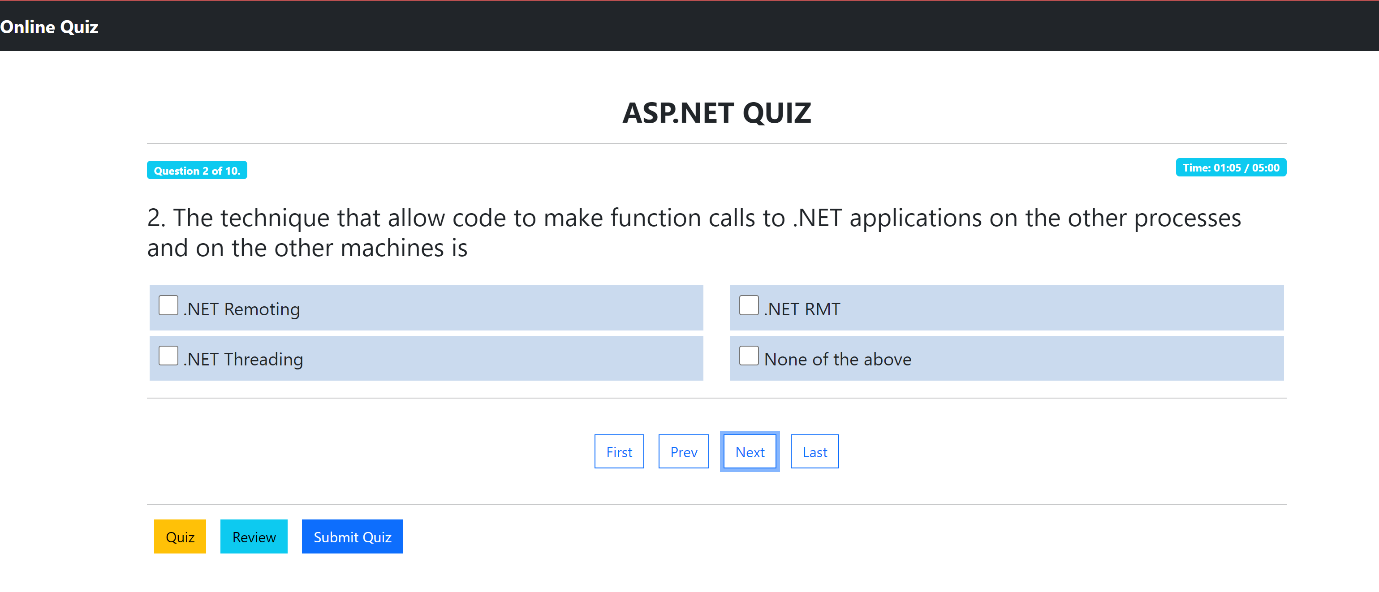 Online Quiz
ASP.NET QUIZ
Question 2 of 10.
Time: 01:05 / 05:00
2. The technique that allow code to make function calls to .NET applications on the other processes
and on the other machines is
.NET Remoting
.NET RMT
.NET Threading
None of the above
First
Prev
Next
Last
Quiz
Review
Submit Quiz